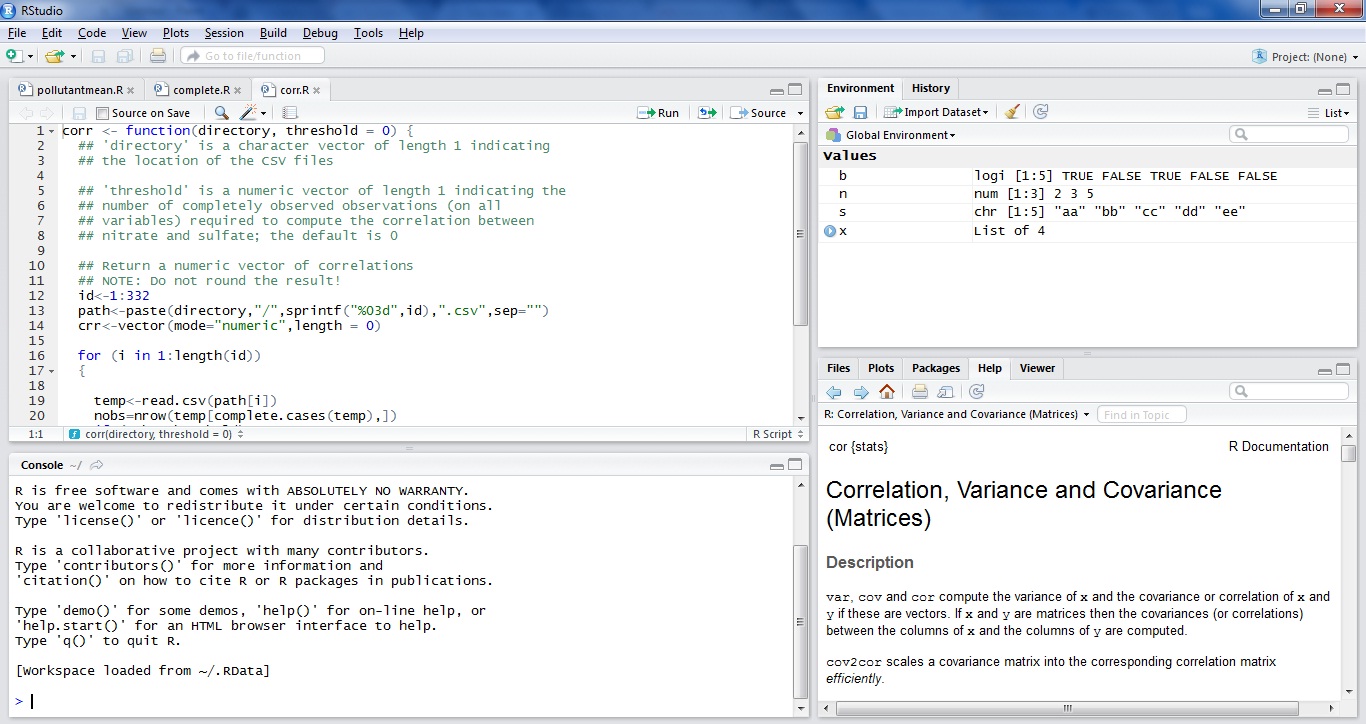 RStudio
File Edit Code View Plots Session Build Debug Tools Help
Go to file/function
Project: (None)
pollutantmean.R
complete.R
corr.R
Source on Save
Run
Source
1 corr <- function(directory, threshold = 0) {
2 ## 'directory' is a character vector of length 1 indicating
3 ## the location of the CSV files
4
5 ## 'threshold' is a numeric vector of length 1 indicating the
6 ## number of completely observed observations (on all
7 ## variables) required to compute the correlation between
8 ## nitrate and sulfate; the default is 0
9
10 ## Return a numeric vector of correlations
11 ## NOTE: Do not round the result!
12 id<-1:332
13 path<-paste(directory,"/",sprintf("%03d",id),".csv",sep="")
14 crr<-vector(mode="numeric",length = 0)
15
16 for (i in 1:length(id))
17 {
18
19 temp<-read.csv(path[i])
20 nobs=nrow(temp[complete.cases(temp),])
1:1
corr(directory, threshold = 0)
R Script
Console ~/
R is free software and comes with ABSOLUTELY NO WARRANTY.
You are welcome to redistribute it under certain conditions.
Type 'license()' or 'licence()' for distribution details.
R is a collaborative project with many contributors.
Type 'contributors()' for more information and
'citation()' on how to cite R or R packages in publications.
Type 'demo()' for some demos, 'help()' for on-line help, or
'help.start()' for an HTML browser interface to help.
Type 'q()' to quit R.
[Workspace loaded from ~/.RData]
>
Environment History
Import Dataset
List
Global Environment
Values
b logi [1:5] TRUE FALSE TRUE FALSE FALSE
n num [1:3] 2 3 5
s chr [1:5] "aa" "bb" "cc" "dd" "ee"
x List of 4
Files Plots Packages Help Viewer
R: Correlation, Variance and Covariance (Matrices)
Find in Topic
cor {stats} R Documentation
Correlation, Variance and Covariance
(Matrices)
Description
var, cov and cor compute the variance of x and the covariance or correlation of x and
y if these are vectors. If x and y are matrices then the covariances (or correlations)
between the columns of x and the columns of y are computed.
cov2cor scales a covariance matrix into the corresponding correlation matrix
efficiently.